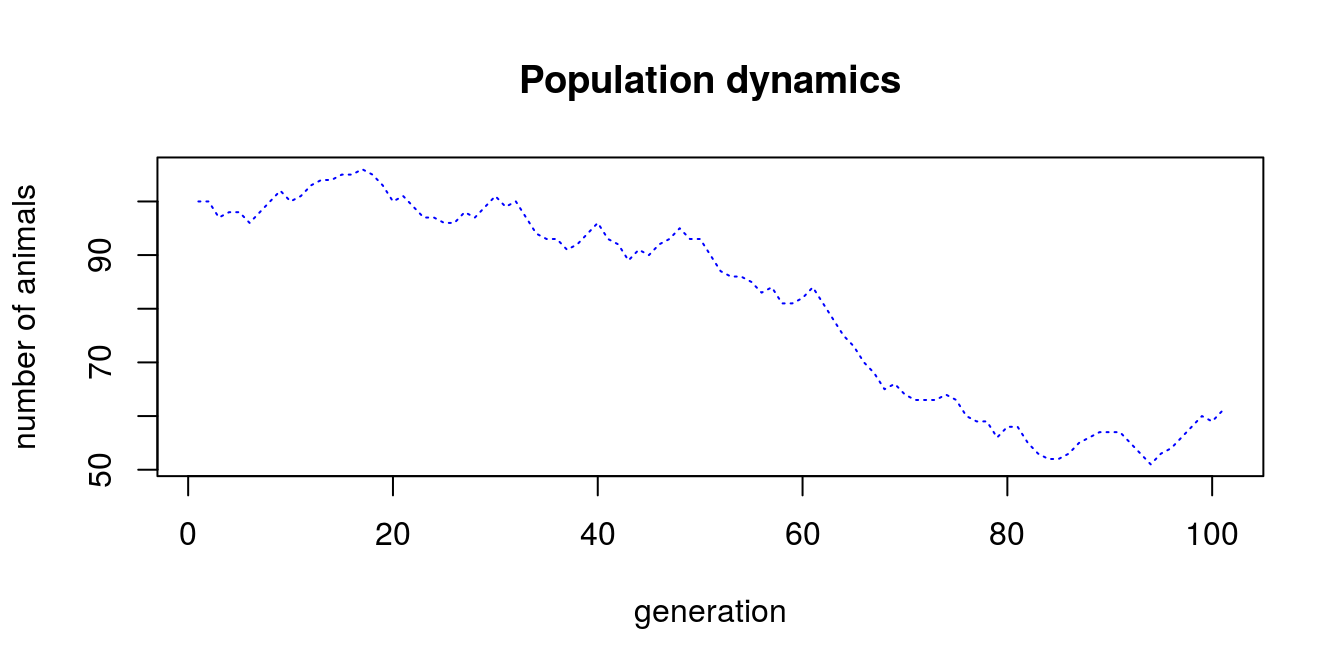 Population dynamics
number of animals
90
70
50
0 20 40 60 80 100
generation